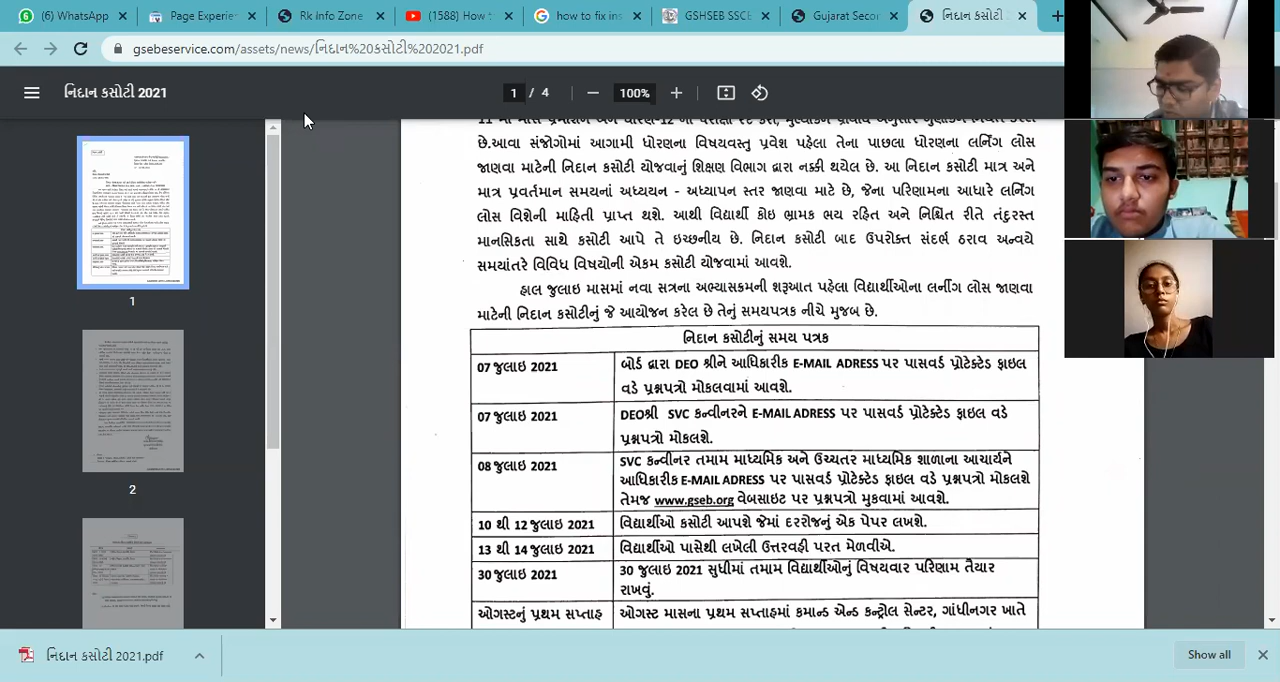 (6) WhatsApp
Page Experien
Rk Info Zone
(1588) How t
how to fix ins
GSHSEB SSCE
Gujarat Secor
નિદાન કસોટી 2
gsebeservice.com/assets/news/નિદાન%20કસોટી%202021.pdf
નિદાન કસોટી 2021
1 / 4
100%
છે.આવા સંજોગોમાં આગામી ધોરણના વિષયવસ્તુ પ્રવેશ પહેલા તેના પાછલા ધોરણના લર્નિંગ લોસ
જાણવા માટેની નિદાન કસોટી યોજવાનું શિક્ષણ વિભાગ દ્વારા નક્કી થયેલ છે. આ નિદાન કસોટી માત્ર અને
માત્ર પ્રવર્તમાન સમયનાં અધ્યયન - અધ્યાપન સ્તર જાણવા માટે છે, જેના પરિણામના આધારે લર્નિંગ
લોસ વિશેની માહિતી પ્રાપ્ત થશે. આથી વિદ્યાર્થી કોઇ ભ્રામક ભય રહિત અને નિશ્ચિંત રીતે તંદુરસ્ત
માનસિકતા સાથે કસોટી આપે તે ઇચ્છનીય છે. નિદાન કસોટી બાદ ઉપરોક્ત સંદર્ભ ઠરાવ અન્વયે
સમયાંતરે વિવિધ વિષયોની એકમ કસોટી યોજવામાં આવશે.
હાલ જુલાઇ માસમાં નવા સત્રના અભ્યાસક્રમની શરૂઆત પહેલા વિદ્યાર્થીઓના લર્નીંગ લોસ જાણવા
માટેની નિદાન કસોટીનું જે આયોજન કરેલ છે તેનું સમયપત્રક નીચે મુજબ છે.
નિદાન કસોટીનું સમય પત્રક
07 જુલાઇ 2021
બોર્ડ દ્વારા DEO શ્રીને આધિકારીક E-MAIL ADRESS પર પાસવર્ડ પ્રોટેક્ટેડ ફાઇલ
વડે પ્રશ્નપત્રો મોકલવામાં આવશે.
07 જુલાઇ 2021
DEOશ્રી SVC કન્વીનરને E-MAIL ADRESS પર પાસવર્ડ પ્રોટેક્ટેડ ફાઇલ વડે
પ્રશ્નપત્રો મોકલશે.
08 જુલાઇ 2021
SVC કન્વીનર તમામ માધ્યમિક અને ઉચ્ચતર માધ્યમિક શાળાના આચાર્યને
આધિકારીક E-MAIL ADRESS પર પાસવર્ડ પ્રોટેક્ટેડ ફાઇલ વડે પ્રશ્નપત્રો મોકલશે
તેમજ www.gseb.org વેબસાઇટ પર પ્રશ્નપત્રો મુકવામાં આવશે.
10 થી 12 જુલાઇ 2021
વિદ્યાર્થીઓ કસોટી આપશે જેમાં દરરોજનું એક પેપર લખશે.
13 થી 14 જુલાઇ 2021
વિદ્યાર્થીઓ પાસેથી લખેલી ઉત્તરવહી પરત મેળવીએ.
30 જુલાઇ 2021
30 જુલાઇ 2021 સુધીમાં તમામ વિદ્યાર્થીઓનું વિષયવાર પરિણામ તૈયાર
રાખવું.
ઓગસ્ટનું પ્રથમ સપ્તાહ
ઓગસ્ટ માસના પ્રથમ સપ્તાહમાં કમાન્ડ એન્ડ કન્ટ્રોલ સેન્ટર, ગાંધીનગર ખાતે
1
2
નિદાન કસોટી 2021.pdf
Show all